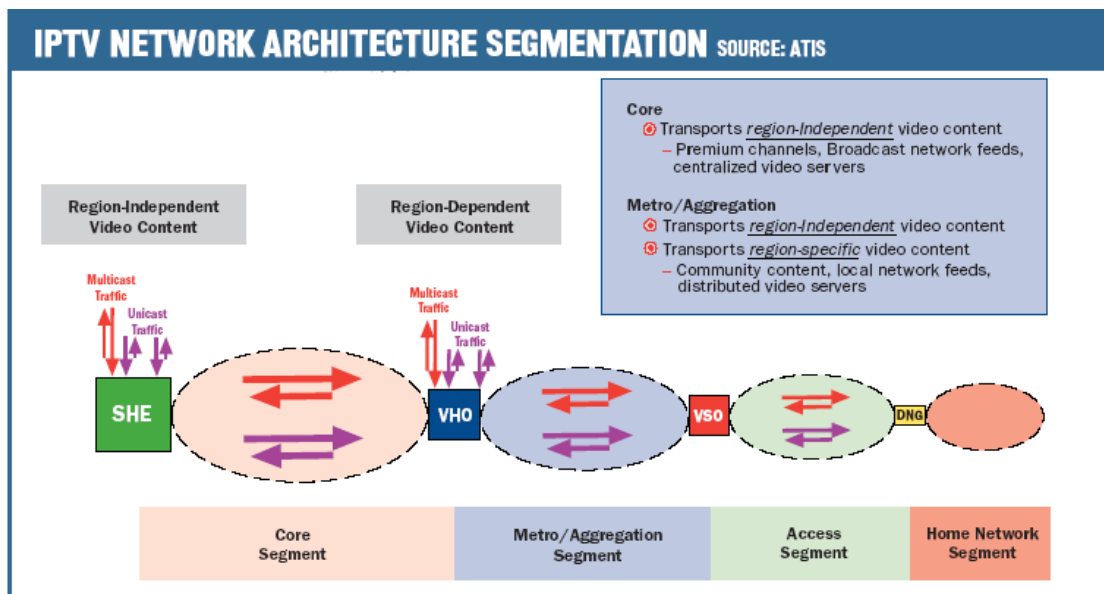 IPTV NETWORK ARCHITECTURE SEGMENTATION SOURCE: ATIS
Core
Transports region-Independent video content
– Premium channels, Broadcast network feeds,
centralized video servers
Metro/Aggregation
Transports region-Independent video content
Transports region-specific video content
– Community content, local network feeds,
distributed video servers
Region-Independent
Video Content
Region-Dependent
Video Content
Multicast
Traffic
Unicast
Traffic
Multicast
Traffic
Unicast
Traffic
SHE
VHO
VSO
DNG
Core
Segment
Metro/Aggregation
Segment
Access
Segment
Home Network
Segment